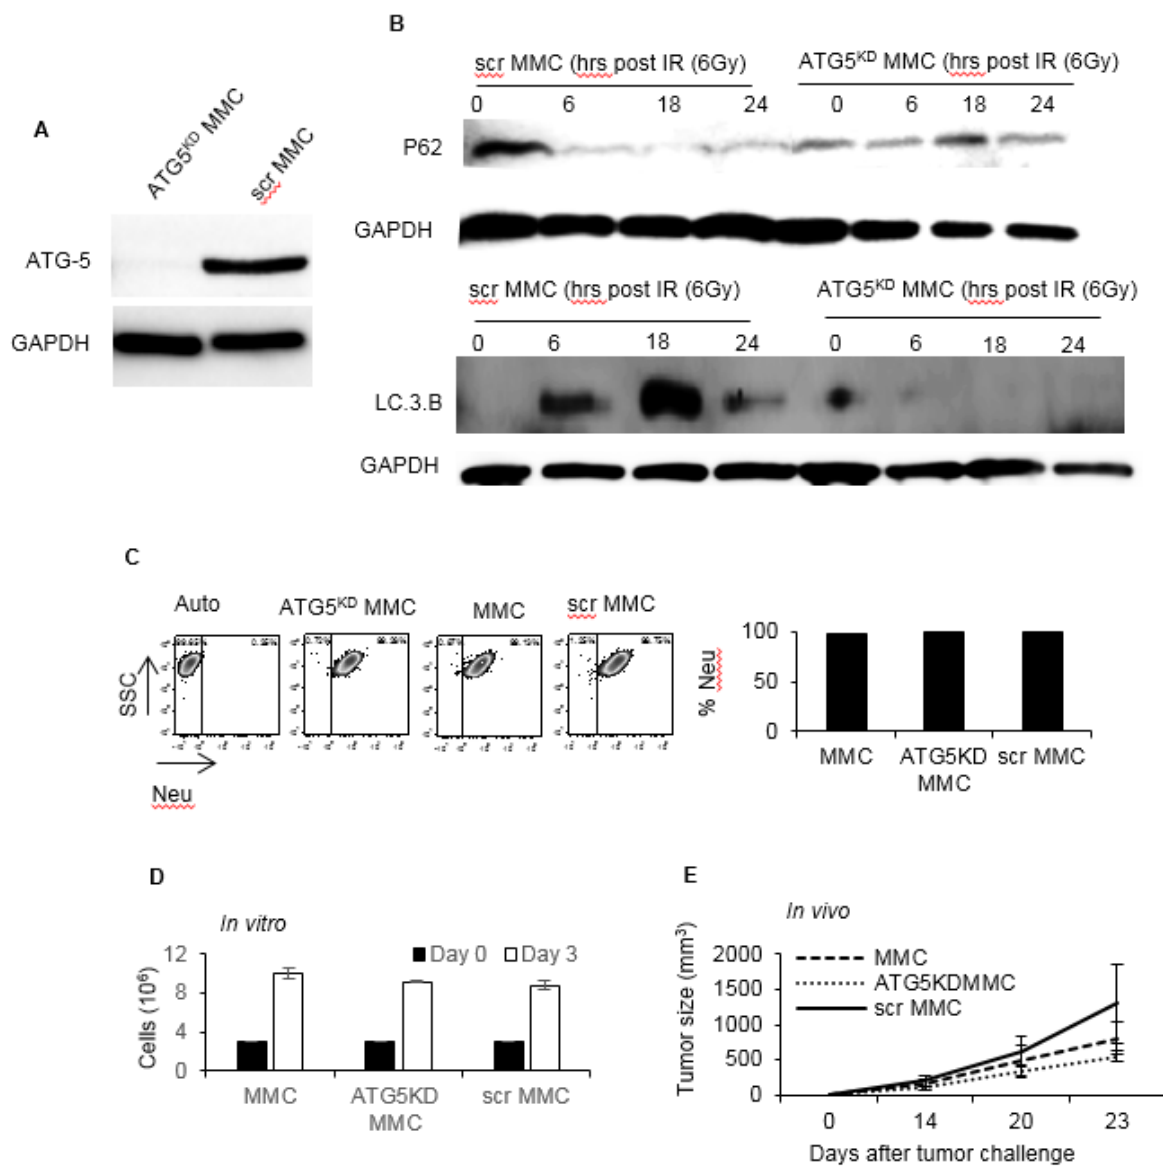 A
ATG5KD MMC
scr MMC
ATG-5
GAPDH
B
scr MMC (hrs post IR (6Gy)
ATG5KD MMC (hrs post IR (6Gy)
0 6 18 24 0 6 18 24
P62
GAPDH
scr MMC (hrs post IR (6Gy)
ATG5KD MMC (hrs post IR (6Gy)
0 6 18 24 0 6 18 24
LC.3.B
GAPDH
C
Auto
ATG5KD MMC
MMC
scr MMC
SSC
Neu
% Neu
100
50
0
MMC
ATG5KD
MMC
scr MMC
D
In vitro
Day 0 Day 3
Cells (10⁶)
12
8
4
0
MMC
ATG5KD
MMC
scr MMC
E
In vivo
Tumor size (mm³)
2000
1500
1000
500
0
MMC
ATG5KDMMC
scr MMC
0 14 20 23
Days after tumor challenge